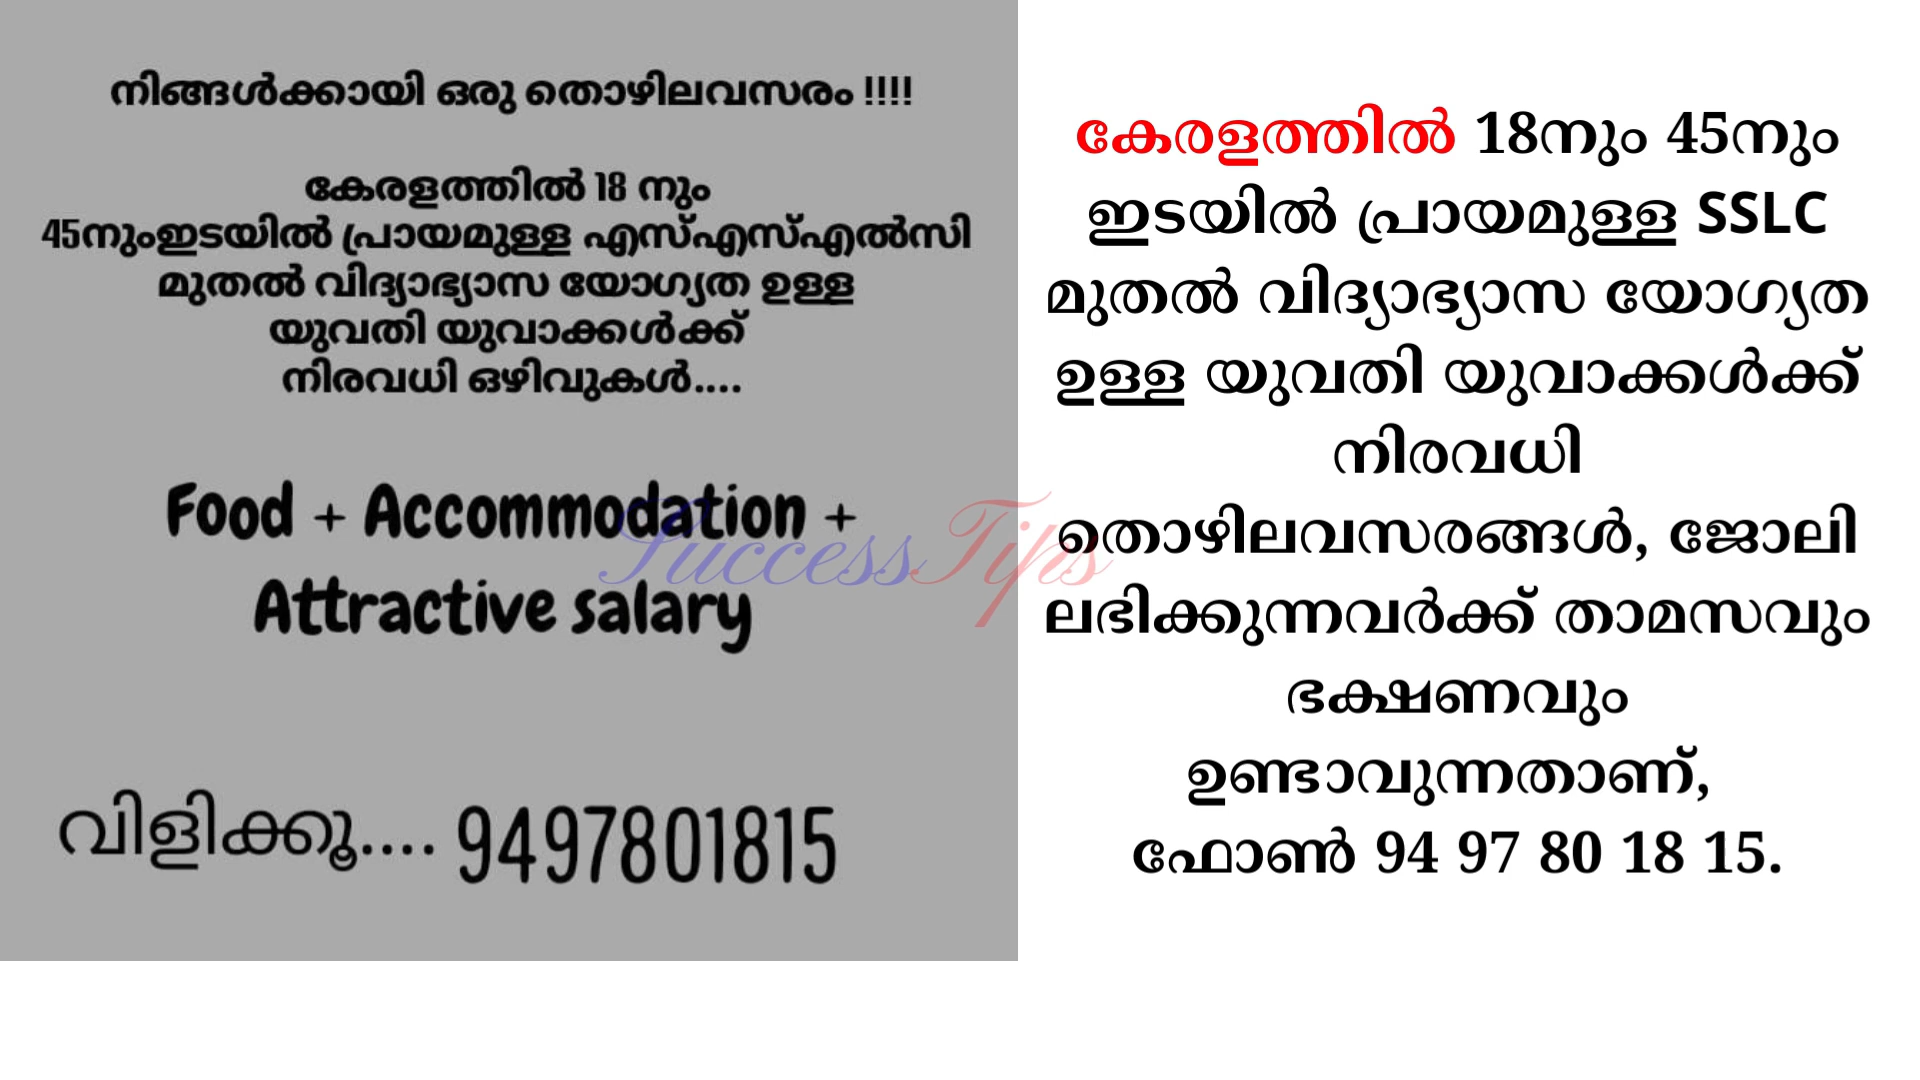 നിങ്ങൾക്കായി ഒരു തൊഴിലവസരം !!!!
കേരളത്തിൽ 18 നും
45നുംഇടയിൽ പ്രായമുള്ള എസ്എസ്എൽസി
മുതൽ വിദ്യാഭ്യാസ യോഗ്യത ഉള്ള
യുവതി യുവാക്കൾക്ക്
നിരവധി ഒഴിവുകൾ....
Food + Accommodation +
Attractive salary
വിളിക്കൂ.... 9497801815
കേരളത്തിൽ 18നും 45നും
ഇടയിൽ പ്രായമുള്ള SSLC
മുതൽ വിദ്യാഭ്യാസ യോഗ്യത
ഉള്ള യുവതി യുവാക്കൾക്ക്
നിരവധി
തൊഴിലവസരങ്ങൾ, ജോലി
ലഭിക്കുന്നവർക്ക് താമസവും
ഭക്ഷണവും
ഉണ്ടാവുന്നതാണ്,
ഫോൺ 94 97 80 18 15.
SuccessTips